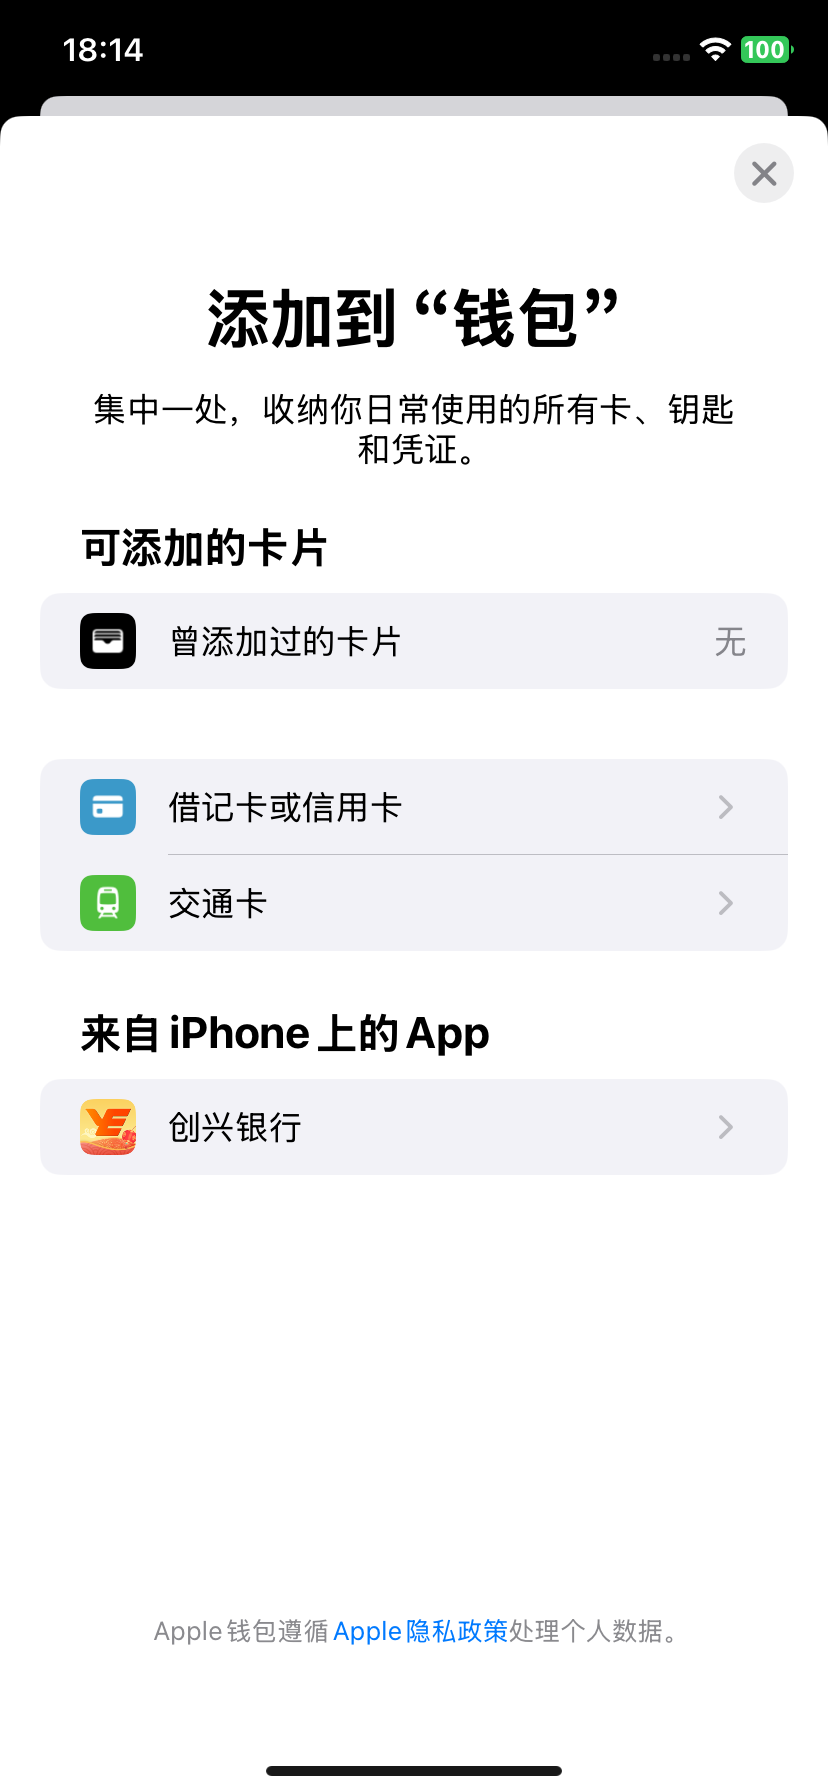 18:14
100
添加到“钱包”
集中一处，收纳你日常使用的所有卡、钥匙
和凭证。
可添加的卡片
曾添加过的卡片 无
借记卡或信用卡
交通卡
来自 iPhone 上的 App
YE 创兴银行
Apple 钱包遵循 Apple 隐私政策处理个人数据。